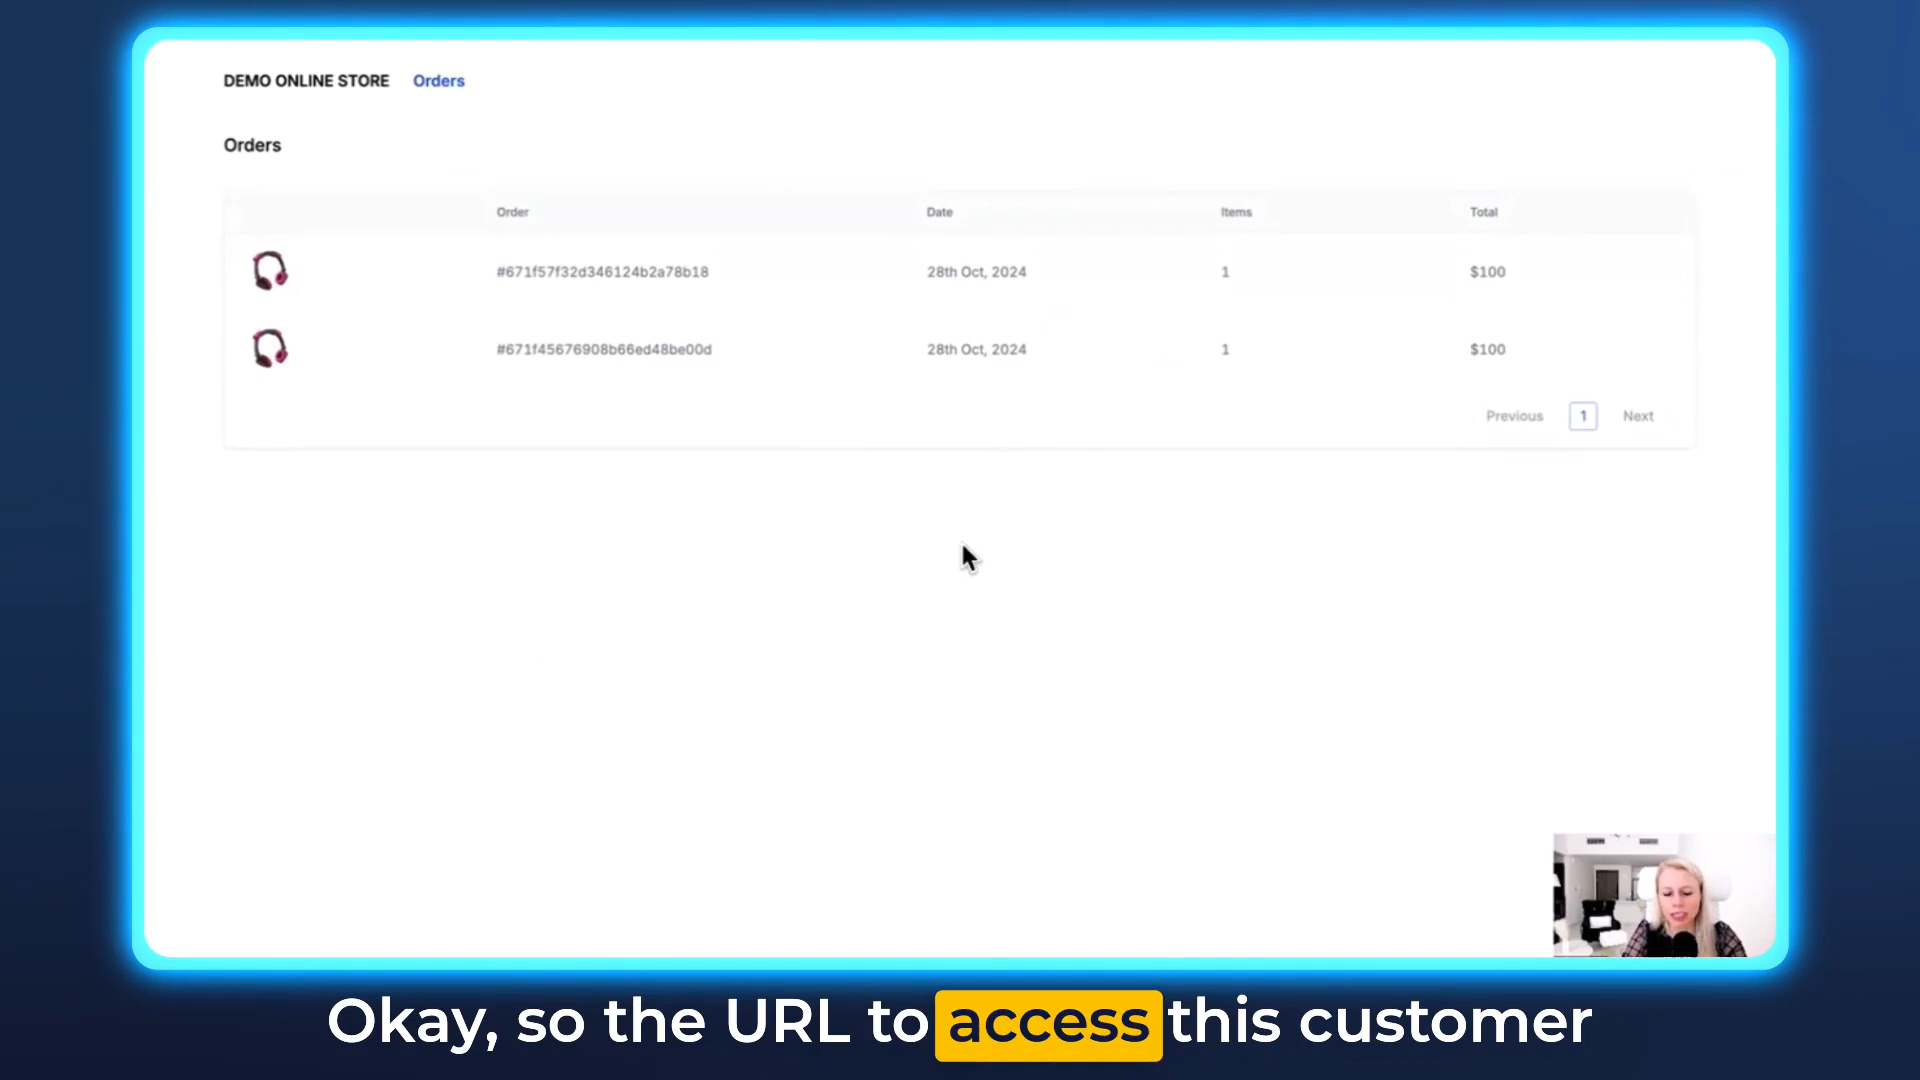 DEMO ONLINE STORE Orders
Orders
Order Date Items Total
#671f57f32d346124b2a78b18 28th Oct, 2024 1 $100
#671f45676908b66ed48be00d 28th Oct, 2024 1 $100
Previous 1 Next
Okay, so the URL to access this customer